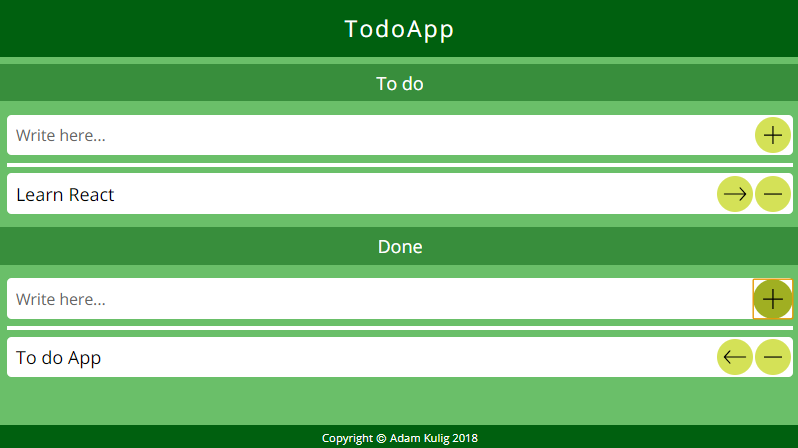 TodoApp
To do
Write here...
Learn React
Done
Write here...
To do App
Copyright © Adam Kulig 2018